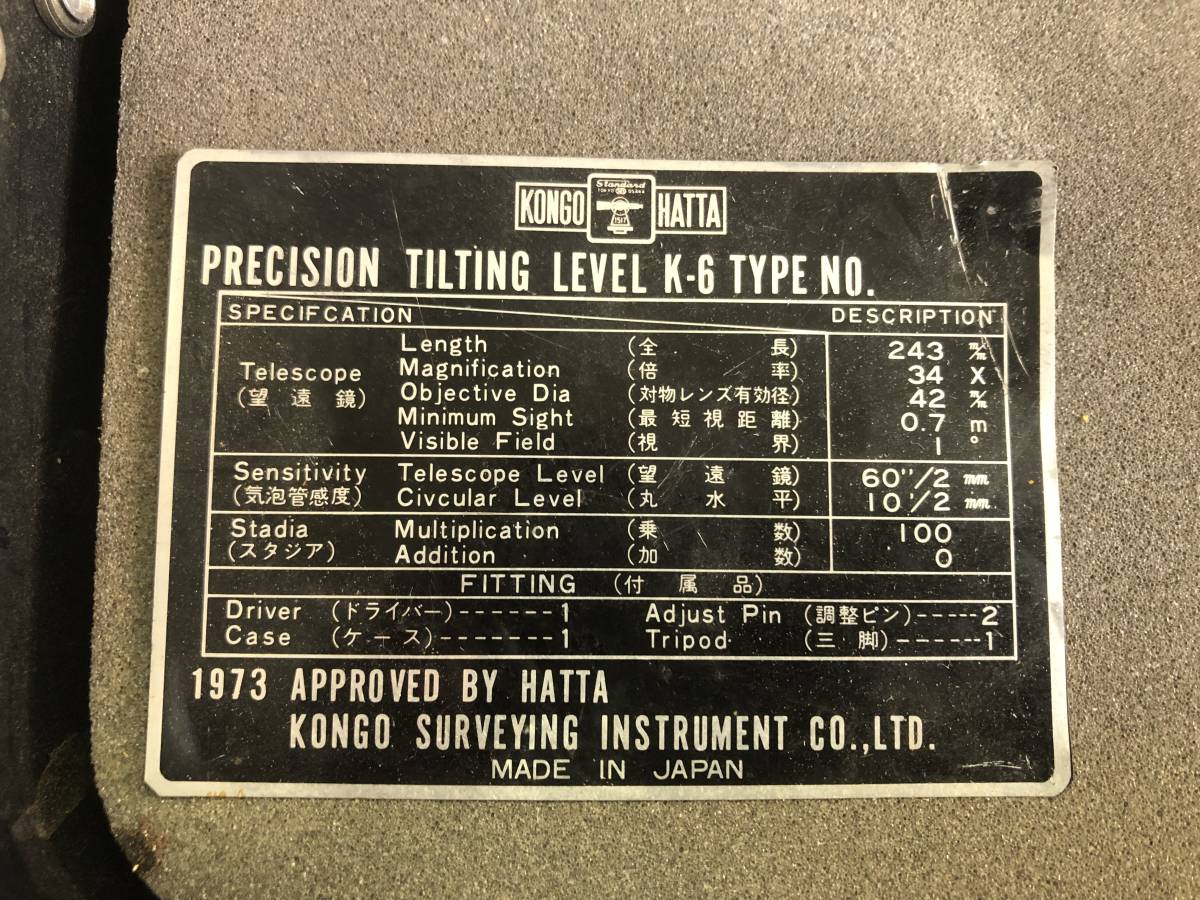 KONGO Standard HATTA
TOKYO OSAKA
1517
PRECISION TILTING LEVEL K-6 TYPE NO.
SPECIFCATION DESCRIPTION
Telescope (望遠鏡)
Length (全長) 243 m/m
Magnification (倍率) 34 X
Objective Dia (対物レンズ有効径) 42 m/m
Minimum Sight (最短視距離) 0.7 m
Visible Field (視界) 1°
Sensitivity (気泡管感度)
Telescope Level (望遠鏡) 60''/2 mm
Civcular Level (丸水平) 10'/2 mm
Stadia (スタジア)
Multiplication (乗数) 100
Addition (加数) 0
FITTING (付属品)
Driver (ドライバー)------1 Adjust Pin (調整ピン)-----2
Case (ケース)-------1 Tripod (三脚)------1
1973 APPROVED BY HATTA
KONGO SURVEYING INSTRUMENT CO.,LTD.
MADE IN JAPAN